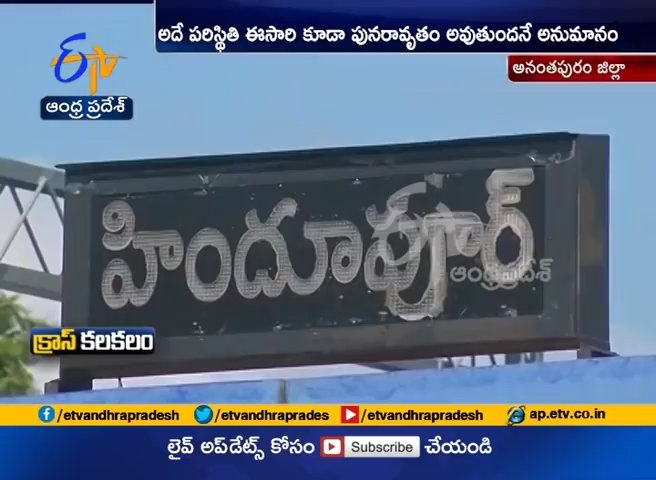 అదే పరిస్థితి ఈసారి కూడా పునరావృతం అవుతుందనే అనుమానం
అనంతపురం జిల్లా
etv
ఆంధ్ర ప్రదేశ్
హిందూపూర్
ఆంధ్రప్రదేశ్
క్రాస్ కలకలం
/etvandhrapradesh /etvandhraprades /etvandhrapradesh ap.etv.co.in
లైవ్ అప్‌డేట్స్ కోసం Subscribe చేయండి